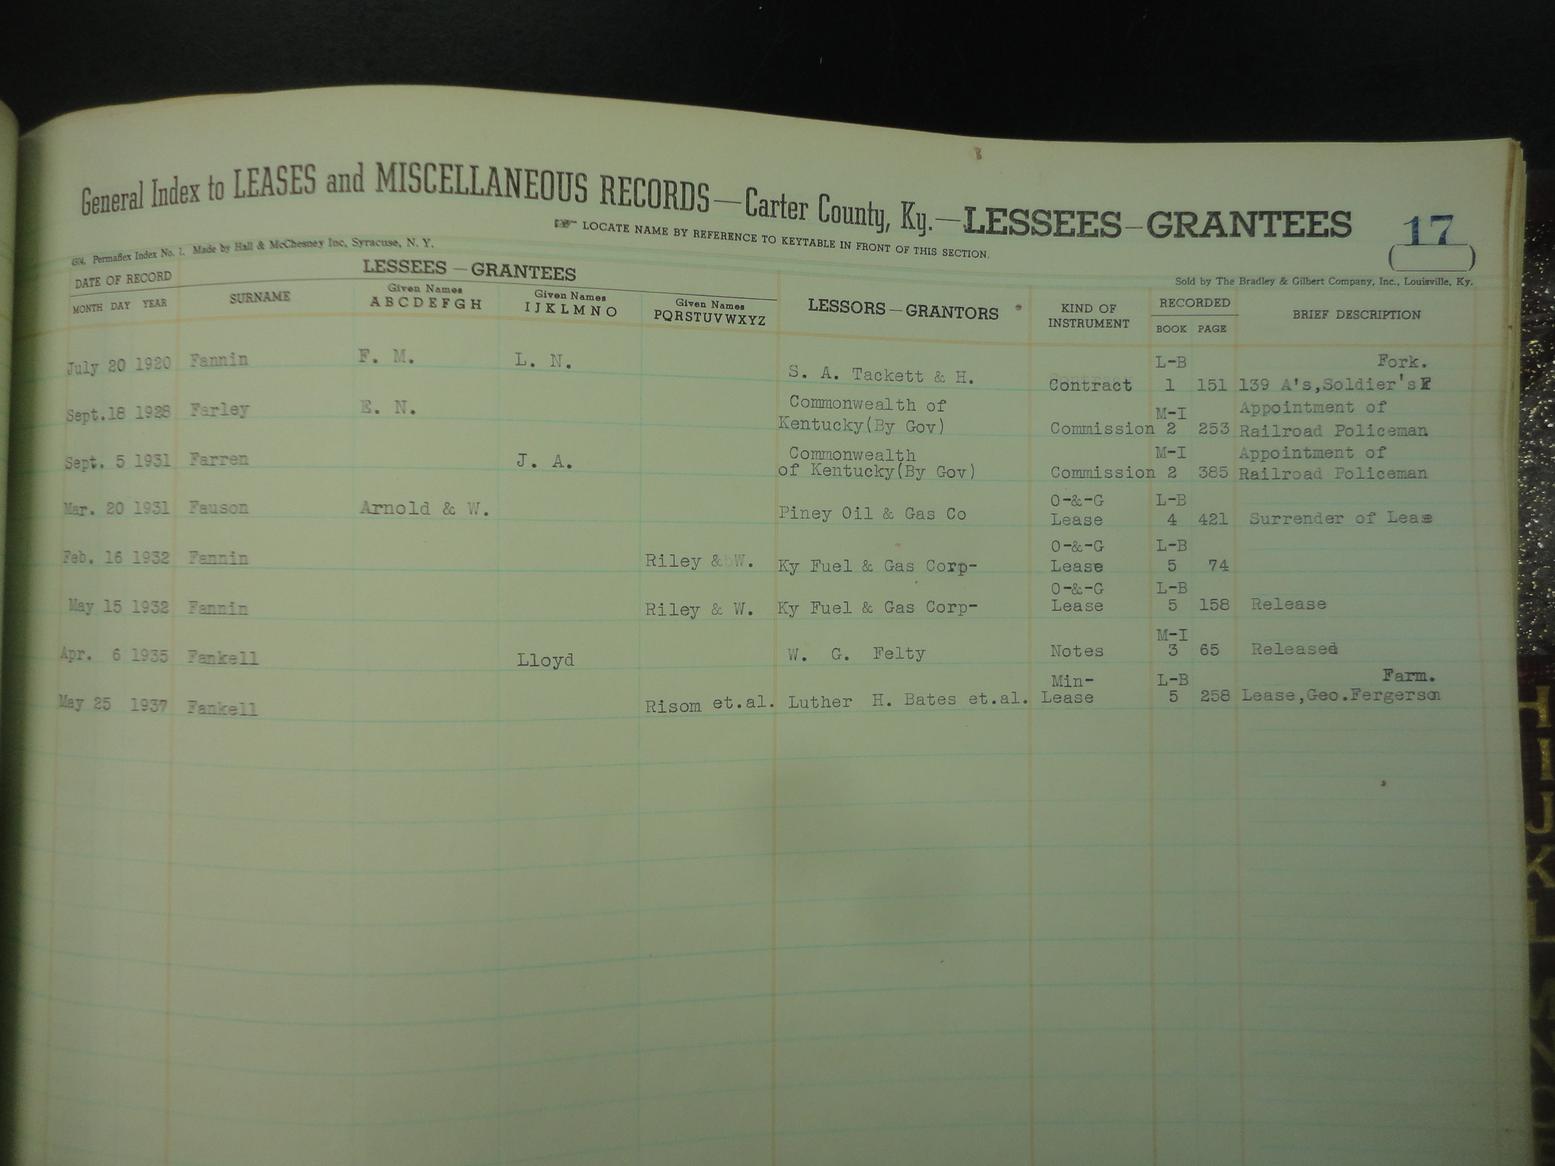 General Index to LEASES and MISCELLANEOUS RECORDS—Carter County, Ky.—LESSEES—GRANTEES 17
LOCATE NAME BY REFERENCE TO KEYTABLE IN FRONT OF THIS SECTION.
Permaflex Index No. 1. Made by Hall & McChesney Inc, Syracuse, N. Y.
Sold by The Bradley & Gilbert Company, Inc., Louisville, Ky.
DATE OF RECORD LESSEES—GRANTEES LESSORS—GRANTORS KIND OF INSTRUMENT RECORDED BRIEF DESCRIPTION
MONTH DAY YEAR SURNAME Given Names ABCDEFGH Given Names IJKLMNO Given Names PQRSTUVWXYZ BOOK PAGE
L-B Fork.
July 20 1920 Fannin F. M. L. N. S. A. Tackett & H. Contract 1 151 139 A's,Soldier's
Commonwealth of M-I Appointment of
Sept.18 1928 Farley E. N. Kentucky(By Gov) Commission 2 253 Railroad Policeman
Commonwealth M-I Appointment of
Sept. 5 1931 Farren J. A. of Kentucky(By Gov) Commission 2 385 Railroad Policeman
O-&-G L-B
Mar. 20 1931 Fauson Arnold & W. Piney Oil & Gas Co Lease 4 421 Surrender of Lease
O-&-G L-B
Feb. 16 1932 Fannin Riley & W. Ky Fuel & Gas Corp- Lease 5 74
O-&-G L-B
May 15 1932 Fannin Riley & W. Ky Fuel & Gas Corp- Lease 5 158 Release
M-I
Apr. 6 1935 Fankell Lloyd W. G. Felty Notes 3 65 Released
Min- L-B Farm.
May 25 1937 Fankell Risom et.al. Luther H. Bates et.al. Lease 5 258 Lease,Geo.Fergerson
H
I
J
K
L
M